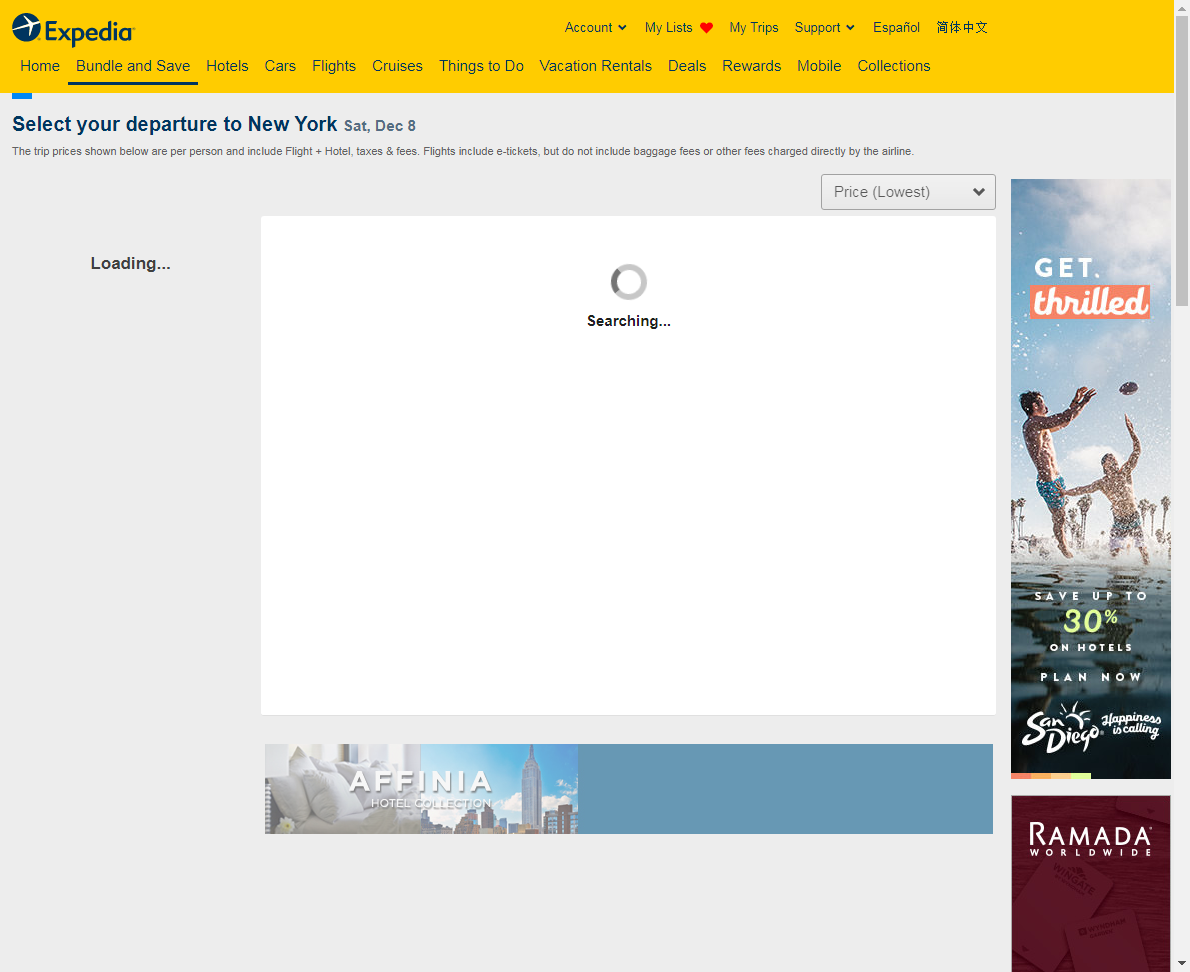 Expedia
Account
My Lists
My Trips
Support
Español
简体中文
Home
Bundle and Save
Hotels
Cars
Flights
Cruises
Things to Do
Vacation Rentals
Deals
Rewards
Mobile
Collections
Select your departure to New York Sat, Dec 8
The trip prices shown below are per person and include Flight + Hotel, taxes & fees. Flights include e-tickets, but do not include baggage fees or other fees charged directly by the airline.
Price (Lowest)
Loading...
Searching...
GET.
thrilled
SAVE UP TO
30%
ON HOTELS
PLAN NOW
San Diego
Happiness is calling
AFFINIA
HOTEL COLLECTION
RAMADA
WORLDWIDE
WINGATE
WYNDHAM